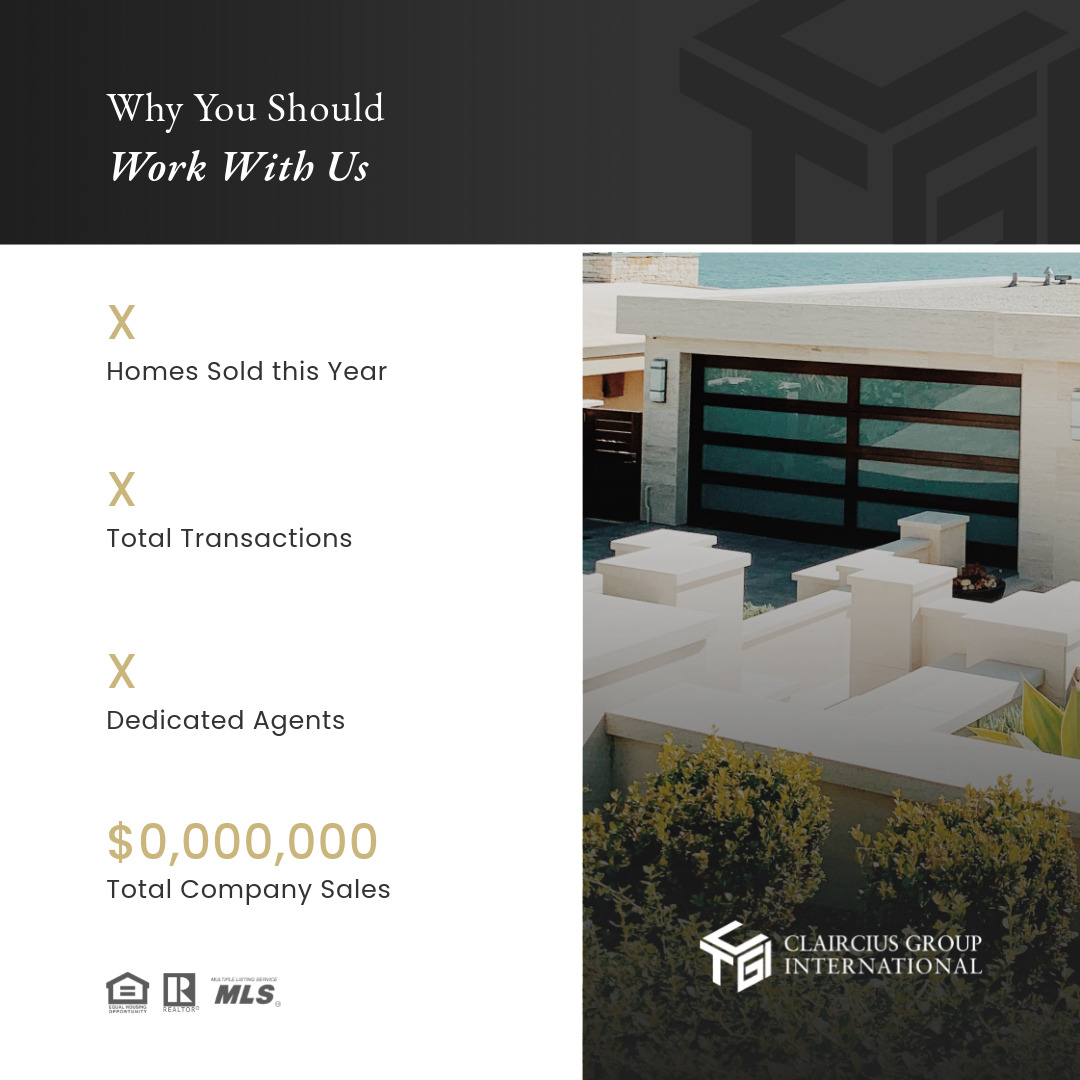 Why You Should
Work With Us
X
Homes Sold this Year
X
Total Transactions
X
Dedicated Agents
$0,000,000
Total Company Sales
EQUAL HOUSING
OPPORTUNITY
REALTOR®
MULTIPLE LISTING SERVICE
MLS
CLAIRCIUS GROUP
INTERNATIONAL